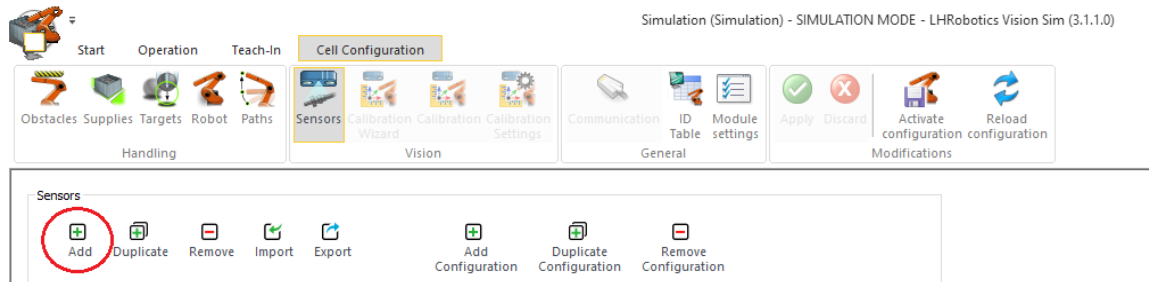 Simulation (Simulation) - SIMULATION MODE - LHRobotics Vision Sim (3.1.1.0)
Start Operation Teach-In Cell Configuration
Obstacles Supplies Targets Robot Paths Sensors Calibration Calibration Calibration Communication ID Module Apply Discard Activate Reload
Wizard Settings Table settings configuration configuration
Handling Vision General Modifications
Sensors
Add Duplicate Remove Import Export Add Duplicate Remove
Configuration Configuration Configuration